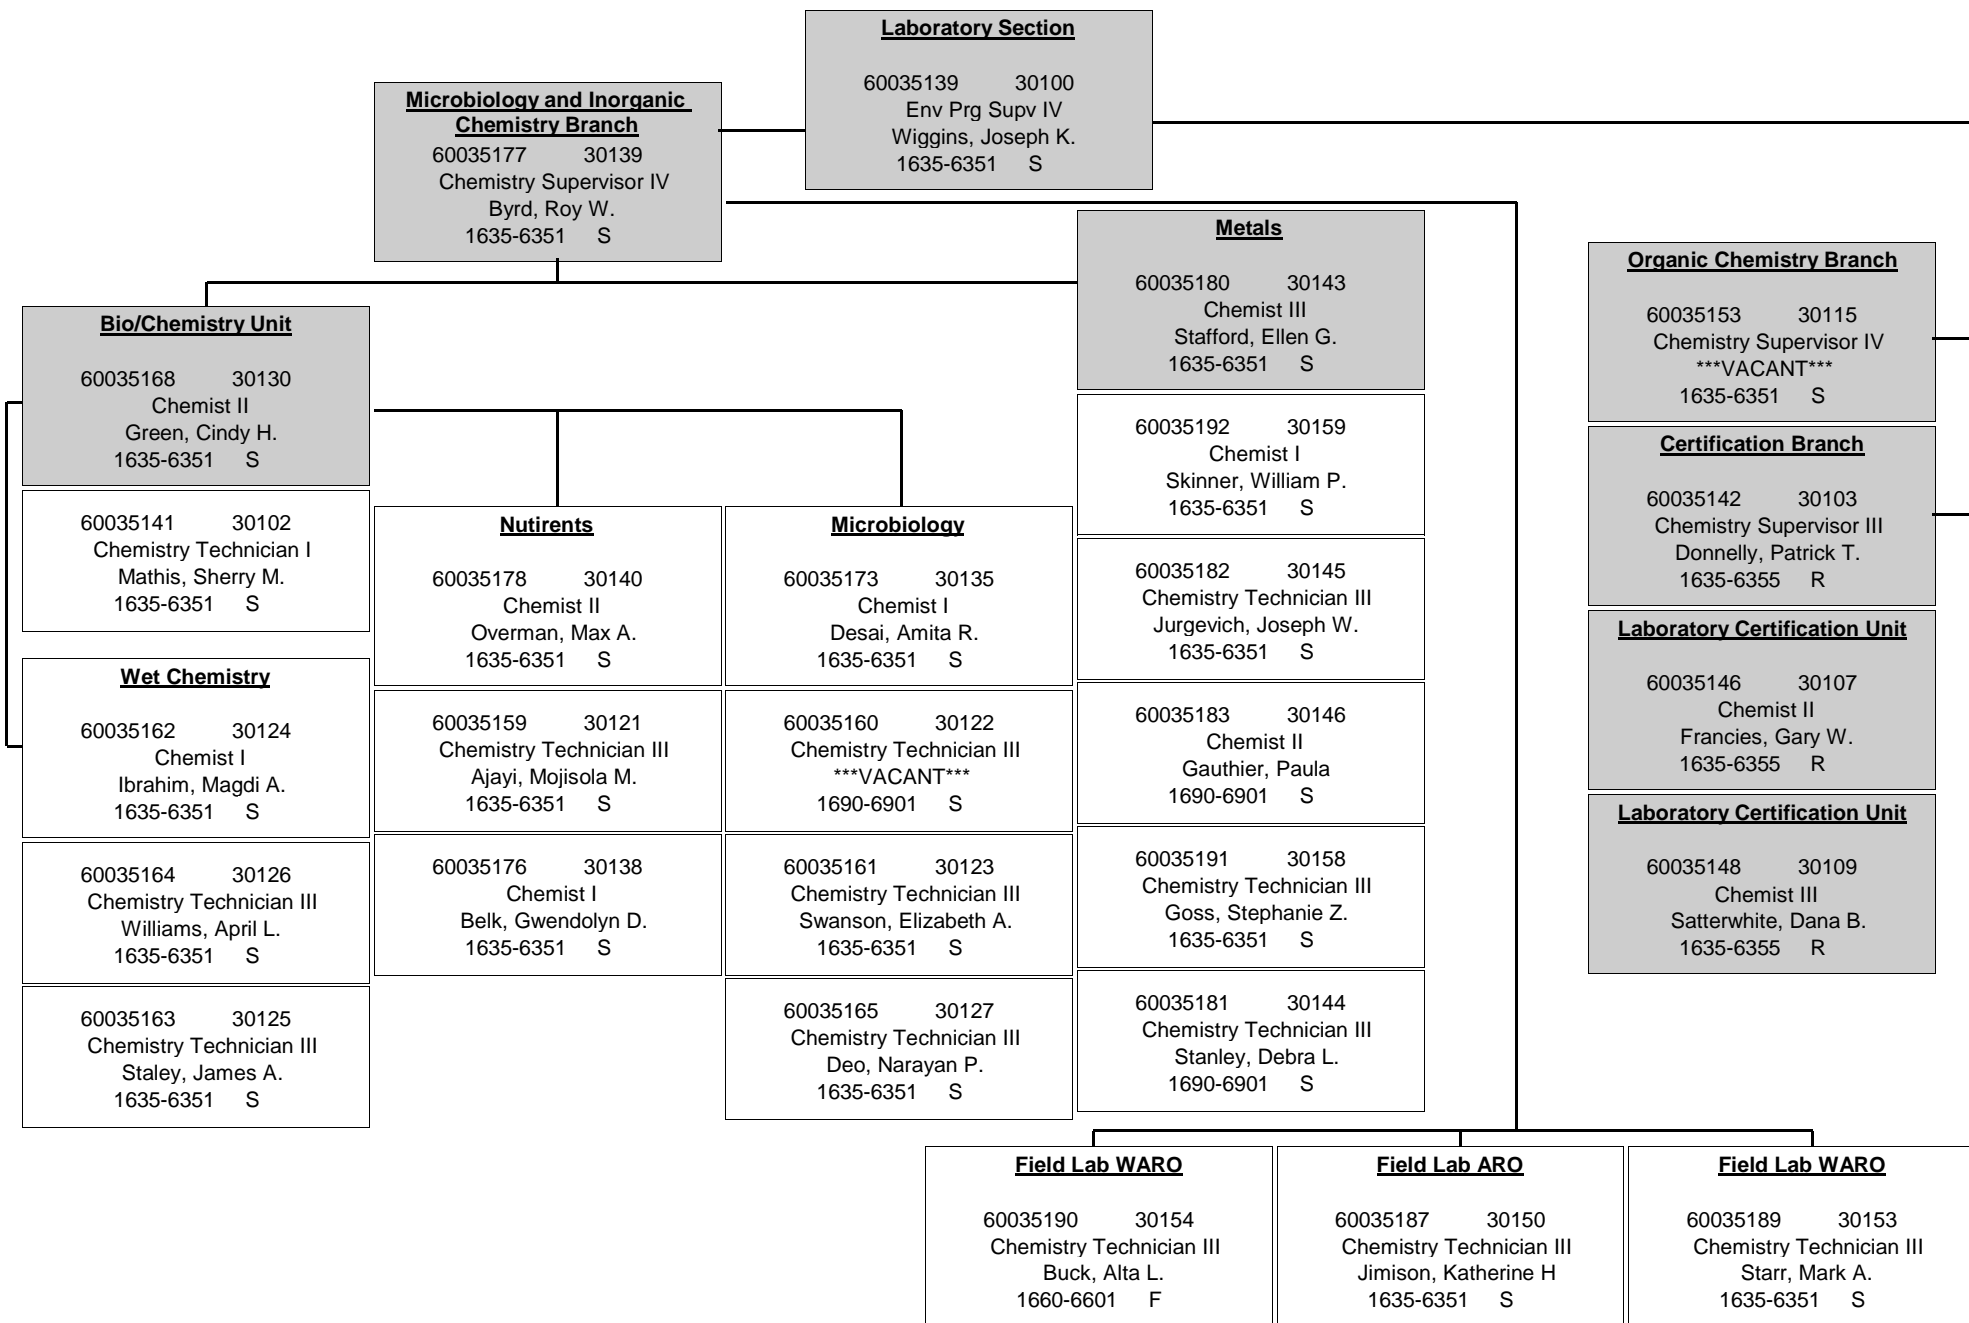 Laboratory Section
60035139 30100
Env Prg Supv IV
Wiggins, Joseph K.
1635-6351 S
Microbiology and Inorganic
Chemistry Branch
60035177 30139
Chemistry Supervisor IV
Byrd, Roy W.
1635-6351 S
Bio/Chemistry Unit
60035168 30130
Chemist II
Green, Cindy H.
1635-6351 S
60035141 30102
Chemistry Technician I
Mathis, Sherry M.
1635-6351 S
Wet Chemistry
60035162 30124
Chemist I
Ibrahim, Magdi A.
1635-6351 S
60035164 30126
Chemistry Technician III
Williams, April L.
1635-6351 S
60035163 30125
Chemistry Technician III
Staley, James A.
1635-6351 S
Nutirents
60035178 30140
Chemist II
Overman, Max A.
1635-6351 S
60035159 30121
Chemistry Technician III
Ajayi, Mojisola M.
1635-6351 S
60035176 30138
Chemist I
Belk, Gwendolyn D.
1635-6351 S
Microbiology
60035173 30135
Chemist I
Desai, Amita R.
1635-6351 S
60035160 30122
Chemistry Technician III
***VACANT***
1690-6901 S
60035161 30123
Chemistry Technician III
Swanson, Elizabeth A.
1635-6351 S
60035165 30127
Chemistry Technician III
Deo, Narayan P.
1635-6351 S
Metals
60035180 30143
Chemist III
Stafford, Ellen G.
1635-6351 S
60035192 30159
Chemist I
Skinner, William P.
1635-6351 S
60035182 30145
Chemistry Technician III
Jurgevich, Joseph W.
1635-6351 S
60035183 30146
Chemist II
Gauthier, Paula
1690-6901 S
60035191 30158
Chemistry Technician III
Goss, Stephanie Z.
1635-6351 S
60035181 30144
Chemistry Technician III
Stanley, Debra L.
1690-6901 S
Organic Chemistry Branch
60035153 30115
Chemistry Supervisor IV
***VACANT***
1635-6351 S
Certification Branch
60035142 30103
Chemistry Supervisor III
Donnelly, Patrick T.
1635-6355 R
Laboratory Certification Unit
60035146 30107
Chemist II
Francies, Gary W.
1635-6355 R
Laboratory Certification Unit
60035148 30109
Chemist III
Satterwhite, Dana B.
1635-6355 R
Field Lab WARO
60035190 30154
Chemistry Technician III
Buck, Alta L.
1660-6601 F
Field Lab ARO
60035187 30150
Chemistry Technician III
Jimison, Katherine H
1635-6351 S
Field Lab WARO
60035189 30153
Chemistry Technician III
Starr, Mark A.
1635-6351 S